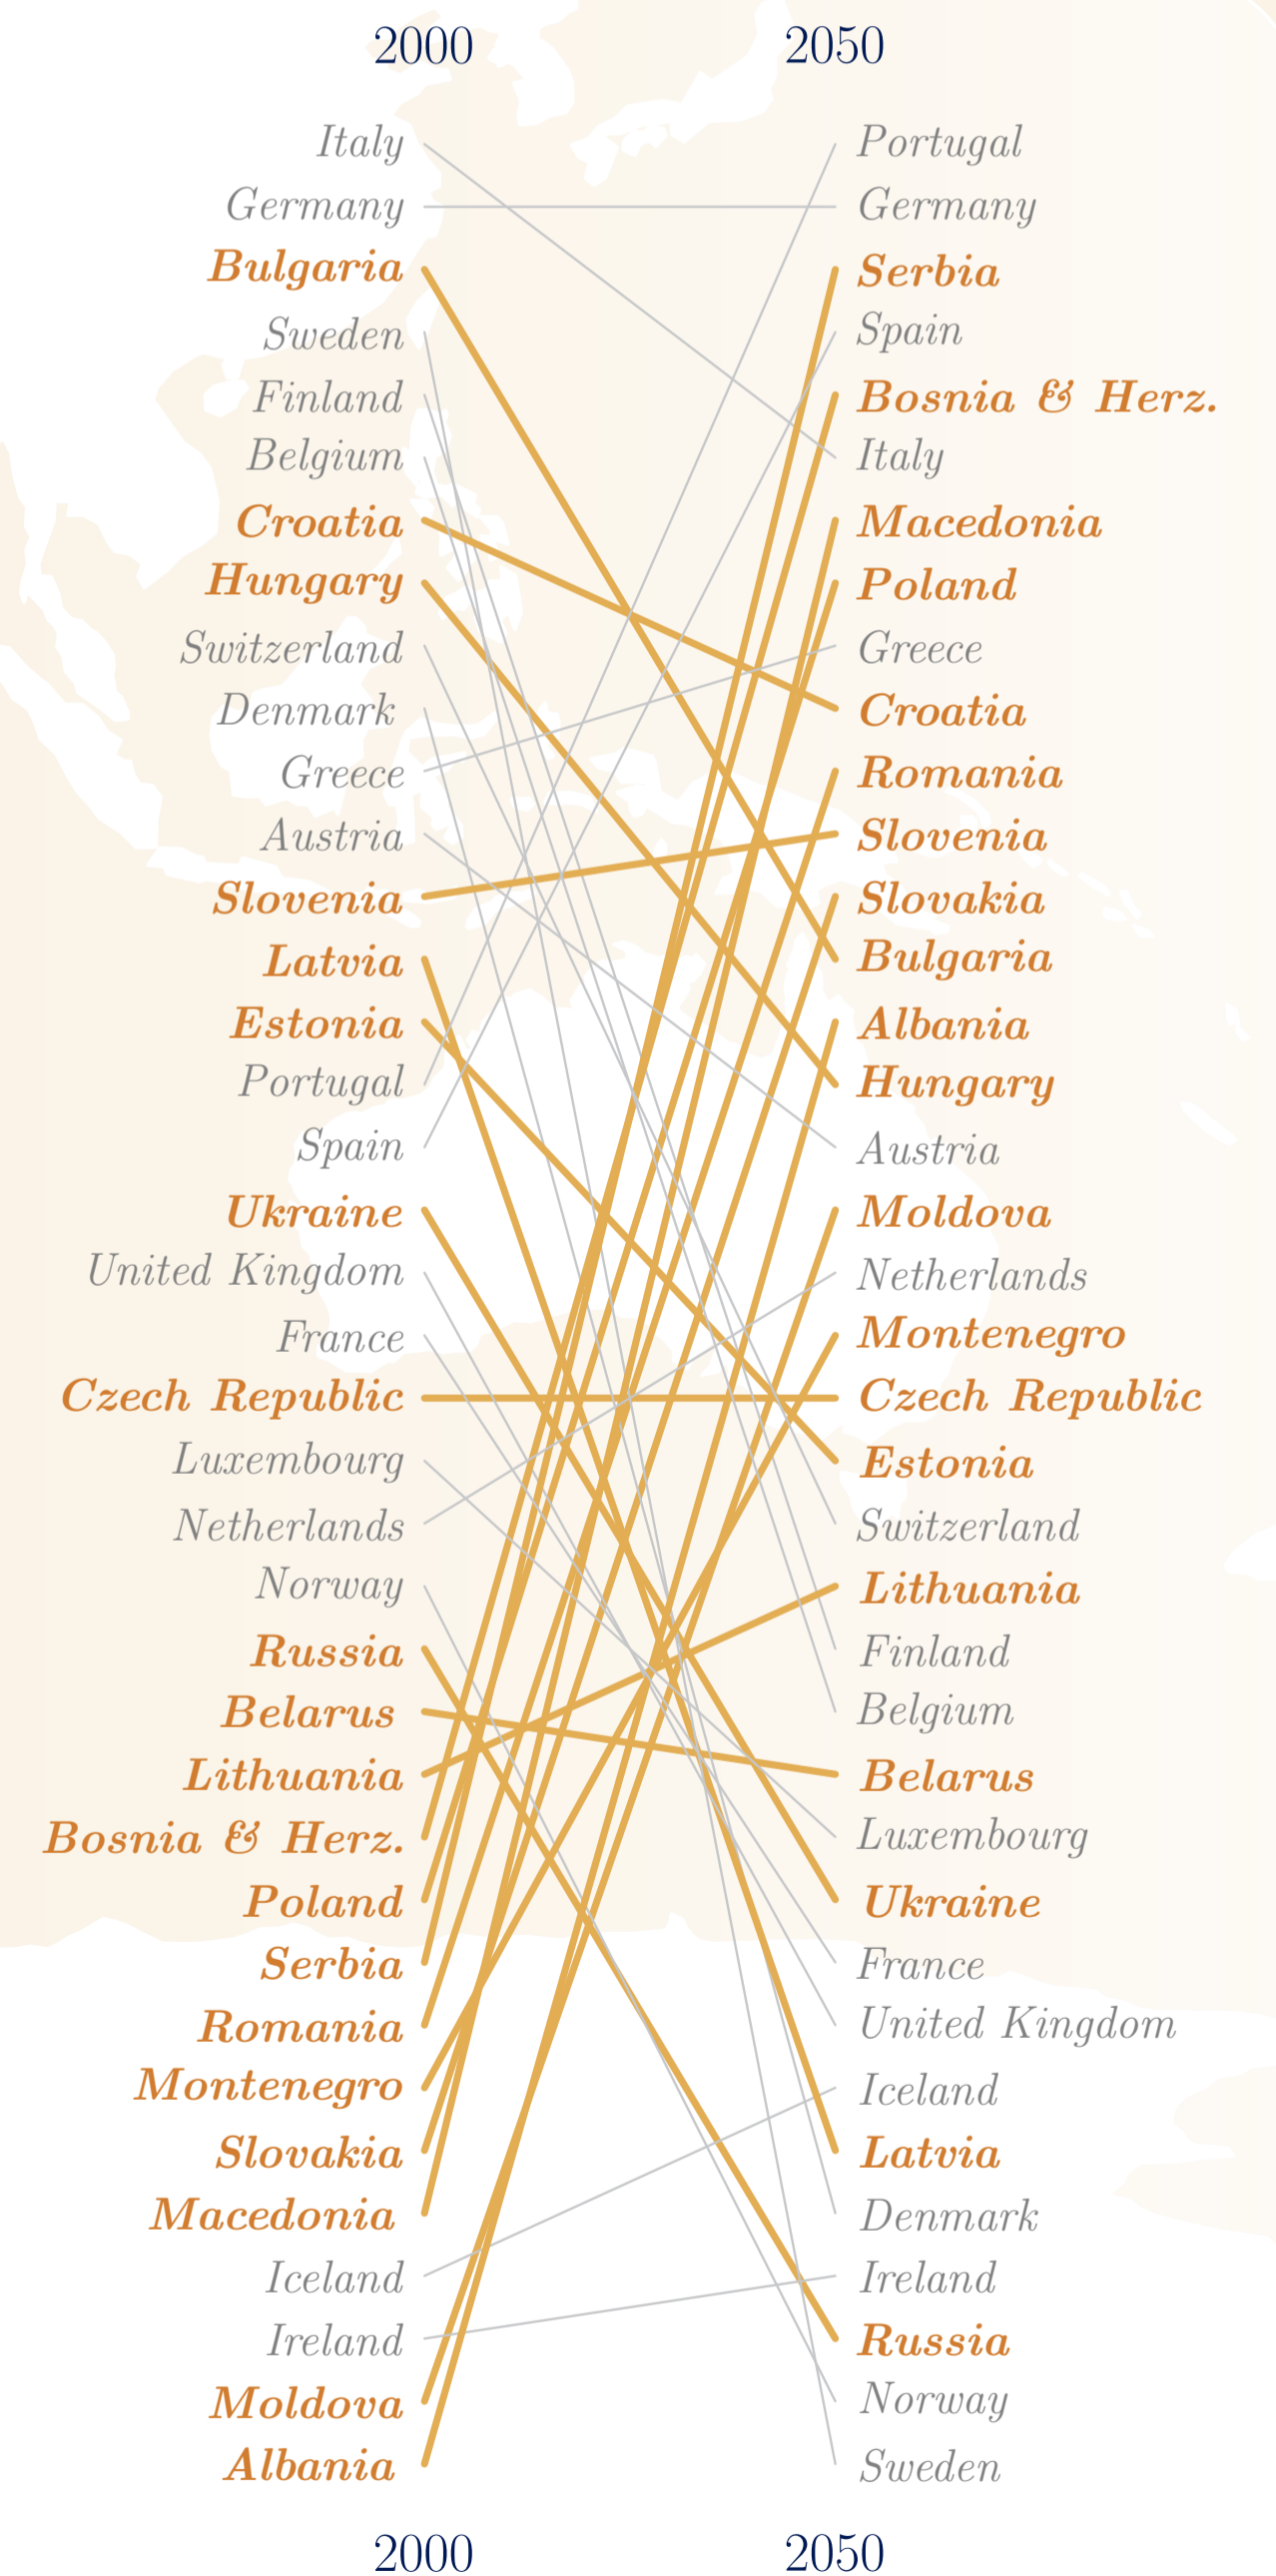 2000 2050
Italy Portugal
Germany Germany
Bulgaria Serbia
Sweden Spain
Finland Bosnia & Herz.
Belgium Italy
Croatia Macedonia
Hungary Poland
Switzerland Greece
Denmark Croatia
Greece Romania
Austria Slovenia
Slovenia Slovakia
Latvia Bulgaria
Estonia Albania
Portugal Hungary
Spain Austria
Ukraine Moldova
United Kingdom Netherlands
France Montenegro
Czech Republic Czech Republic
Luxembourg Estonia
Netherlands Switzerland
Norway Lithuania
Russia Finland
Belarus Belgium
Lithuania Belarus
Bosnia & Herz. Luxembourg
Poland Ukraine
Serbia France
Romania United Kingdom
Montenegro Iceland
Slovakia Latvia
Macedonia Denmark
Iceland Ireland
Ireland Russia
Moldova Norway
Albania Sweden
2000 2050